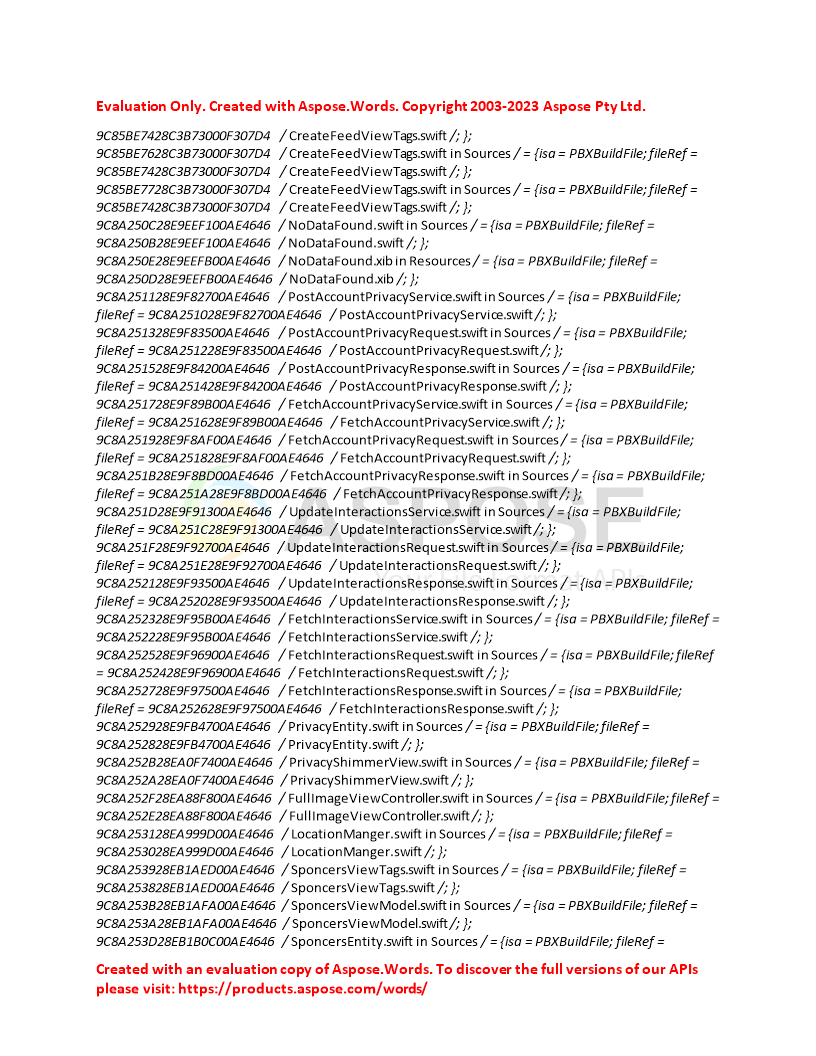 Evaluation Only. Created with Aspose.Words. Copyright 2003-2023 Aspose Pty Ltd.
9C85BE7428C3B73000F307D4 / CreateFeedViewTags.swift /; };
9C85BE7628C3B73000F307D4 / CreateFeedViewTags.swift in Sources / = {isa = PBXBuildFile; fileRef =
9C85BE7428C3B73000F307D4 / CreateFeedViewTags.swift /; };
9C85BE7728C3B73000F307D4 / CreateFeedViewTags.swift in Sources / = {isa = PBXBuildFile; fileRef =
9C85BE7428C3B73000F307D4 / CreateFeedViewTags.swift /; };
9C8A250C28E9EEF100AE4646 / NoDataFound.swift in Sources / = {isa = PBXBuildFile; fileRef =
9C8A250B28E9EEF100AE4646 / NoDataFound.swift /; };
9C8A250E28E9EEFB00AE4646 / NoDataFound.xib in Resources / = {isa = PBXBuildFile; fileRef =
9C8A250D28E9EEFB00AE4646 / NoDataFound.xib /; };
9C8A251128E9F82700AE4646 / PostAccountPrivacyService.swift in Sources / = {isa = PBXBuildFile;
fileRef = 9C8A251028E9F82700AE4646 / PostAccountPrivacyService.swift /; };
9C8A251328E9F83500AE4646 / PostAccountPrivacyRequest.swift in Sources / = {isa = PBXBuildFile;
fileRef = 9C8A251228E9F83500AE4646 / PostAccountPrivacyRequest.swift /; };
9C8A251528E9F84200AE4646 / PostAccountPrivacyResponse.swift in Sources / = {isa = PBXBuildFile;
fileRef = 9C8A251428E9F84200AE4646 / PostAccountPrivacyResponse.swift /; };
9C8A251728E9F89B00AE4646 / FetchAccountPrivacyService.swift in Sources / = {isa = PBXBuildFile;
fileRef = 9C8A251628E9F89B00AE4646 / FetchAccountPrivacyService.swift /; };
9C8A251928E9F8AF00AE4646 / FetchAccountPrivacyRequest.swift in Sources / = {isa = PBXBuildFile;
fileRef = 9C8A251828E9F8AF00AE4646 / FetchAccountPrivacyRequest.swift /; };
9C8A251B28E9F8BD00AE4646 / FetchAccountPrivacyResponse.swift in Sources / = {isa = PBXBuildFile;
fileRef = 9C8A251A28E9F8BD00AE4646 / FetchAccountPrivacyResponse.swift /; };
9C8A251D28E9F91300AE4646 / UpdateInteractionsService.swift in Sources / = {isa = PBXBuildFile;
fileRef = 9C8A251C28E9F91300AE4646 / UpdateInteractionsService.swift /; };
9C8A251F28E9F92700AE4646 / UpdateInteractionsRequest.swift in Sources / = {isa = PBXBuildFile;
fileRef = 9C8A251E28E9F92700AE4646 / UpdateInteractionsRequest.swift /; };
9C8A252128E9F93500AE4646 / UpdateInteractionsResponse.swift in Sources / = {isa = PBXBuildFile;
fileRef = 9C8A252028E9F93500AE4646 / UpdateInteractionsResponse.swift /; };
9C8A252328E9F95B00AE4646 / FetchInteractionsService.swift in Sources / = {isa = PBXBuildFile; fileRef =
9C8A252228E9F95B00AE4646 / FetchInteractionsService.swift /; };
9C8A252528E9F96900AE4646 / FetchInteractionsRequest.swift in Sources / = {isa = PBXBuildFile; fileRef
= 9C8A252428E9F96900AE4646 / FetchInteractionsRequest.swift /; };
9C8A252728E9F97500AE4646 / FetchInteractionsResponse.swift in Sources / = {isa = PBXBuildFile;
fileRef = 9C8A252628E9F97500AE4646 / FetchInteractionsResponse.swift /; };
9C8A252928E9FB4700AE4646 / PrivacyEntity.swift in Sources / = {isa = PBXBuildFile; fileRef =
9C8A252828E9FB4700AE4646 / PrivacyEntity.swift /; };
9C8A252B28EA0F7400AE4646 / PrivacyShimmerView.swift in Sources / = {isa = PBXBuildFile; fileRef =
9C8A252A28EA0F7400AE4646 / PrivacyShimmerView.swift /; };
9C8A252F28EA88F800AE4646 / FullImageViewController.swift in Sources / = {isa = PBXBuildFile; fileRef =
9C8A252E28EA88F800AE4646 / FullImageViewController.swift /; };
9C8A253128EA999D00AE4646 / LocationManger.swift in Sources / = {isa = PBXBuildFile; fileRef =
9C8A253028EA999D00AE4646 / LocationManger.swift /; };
9C8A253928EB1AED00AE4646 / SponcersViewTags.swift in Sources / = {isa = PBXBuildFile; fileRef =
9C8A253828EB1AED00AE4646 / SponcersViewTags.swift /; };
9C8A253B28EB1AFA00AE4646 / SponcersViewModel.swift in Sources / = {isa = PBXBuildFile; fileRef =
9C8A253A28EB1AFA00AE4646 / SponcersViewModel.swift /; };
9C8A253D28EB1B0C00AE4646 / SponcersEntity.swift in Sources / = {isa = PBXBuildFile; fileRef =
Created with an evaluation copy of Aspose.Words. To discover the full versions of our APIs
please visit: https://products.aspose.com/words/
ASPOSE